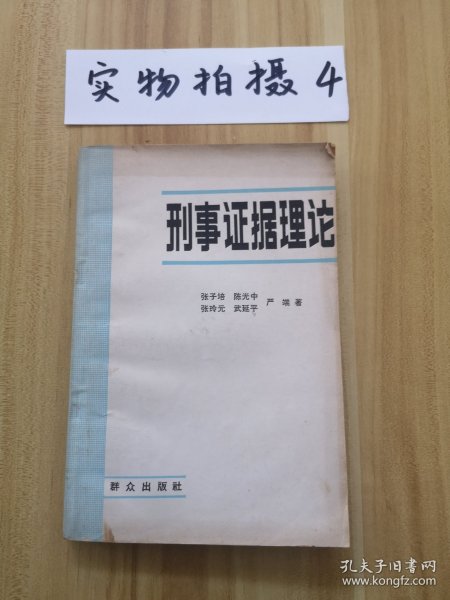 实物拍摄4
刑事证据理论
张子培 陈光中
张玲元 武延平 严端著
群众出版社
孔夫子旧书网
www.kongfz.com